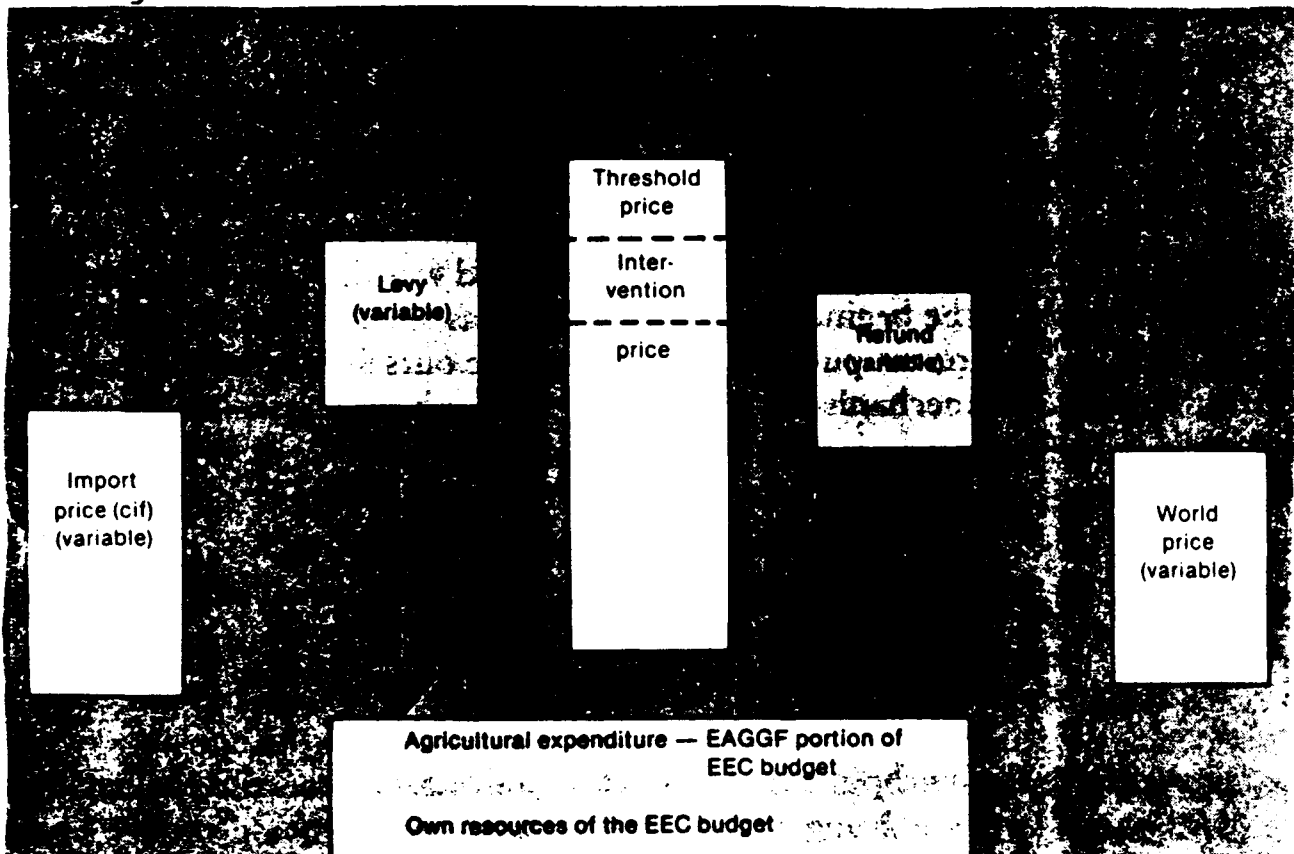 Threshold
price
Inter-
vention
price
Levy
(variable)
Refund
(variable)
Import
price (cif)
(variable)
World
price
(variable)
Agricultural expenditure — EAGGF portion of
EEC budget
Own resources of the EEC budget